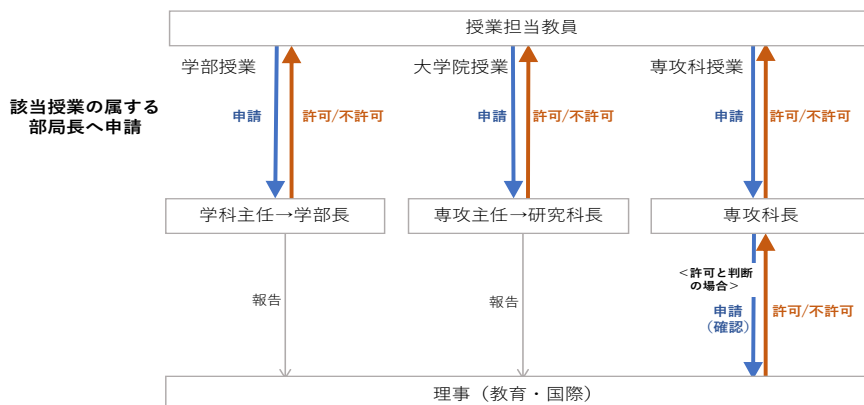 授業担当教員
学部授業
大学院授業
専攻科授業
該当授業の属する
部局長へ申請
申請
許可/不許可
申請
許可/不許可
申請
許可/不許可
学科主任→学部長
専攻主任→研究科長
専攻科長
報告
報告
<許可と判断
の場合>
申請
(確認)
許可/不許可
理事(教育・国際)